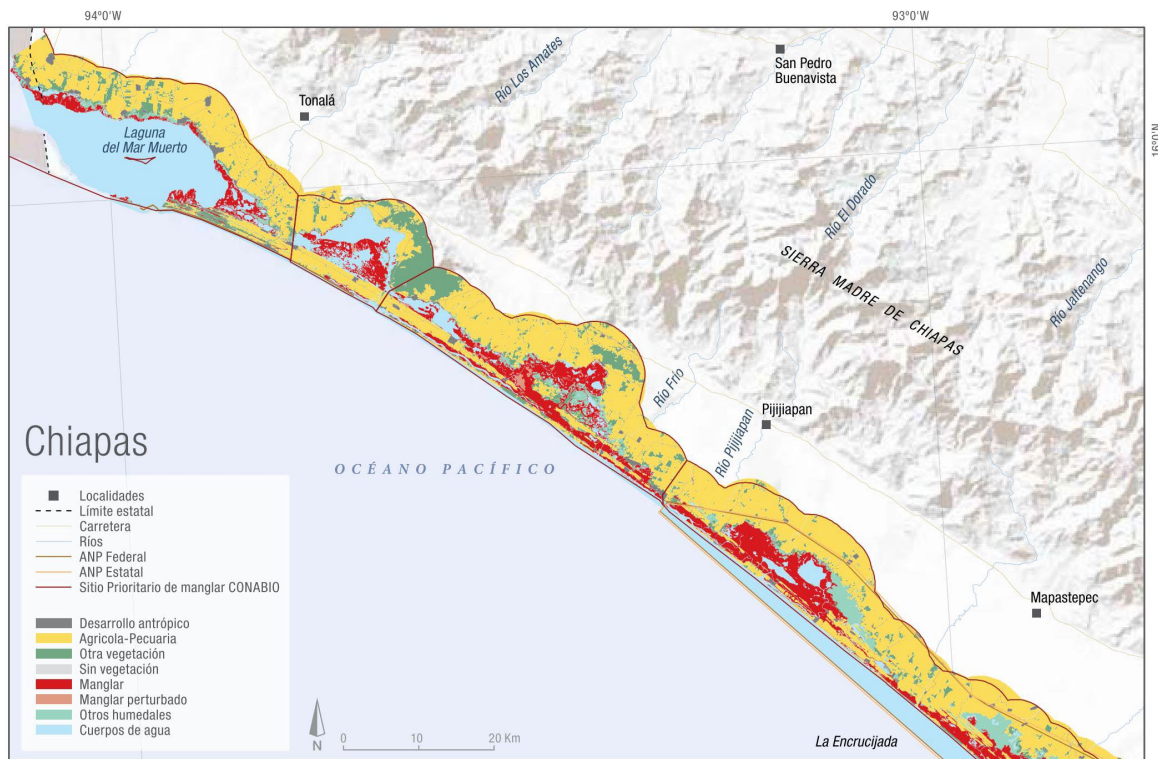 94°0'W
93°0'W
San Pedro
Buenavista
Río Los Amates
Tonalá
16°0'N
Laguna
del Mar Muerto
Río El Dorado
SIERRA MADRE DE CHIAPAS
Río Jaltenango
Río Frío
Pijijiapan
Río Pijijiapan
Chiapas
OCÉANO PACÍFICO
Localidades
Límite estatal
Carretera
Ríos
ANP Federal
ANP Estatal
Sitio Prioritario de manglar CONABIO
Mapastepec
Desarrollo antrópico
Agrícola-Pecuaria
Otra vegetación
Sin vegetación
Manglar
Manglar perturbado
Otros humedales
Cuerpos de agua
N
0 10 20 Km
La Encrucijada